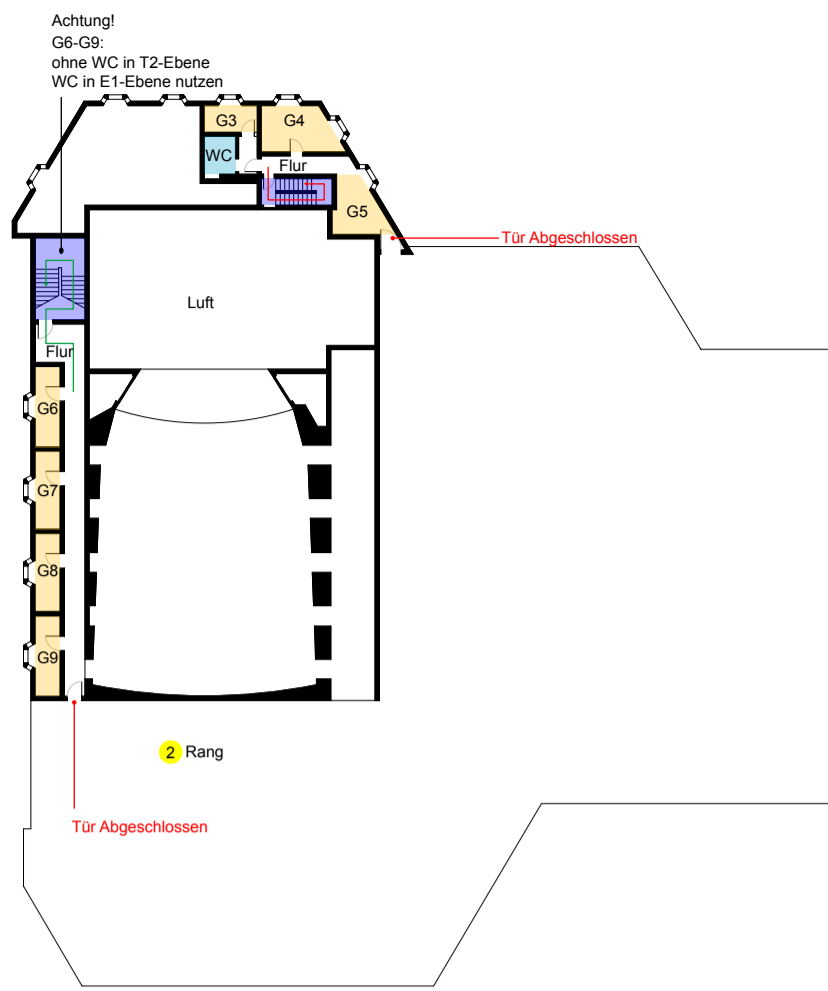 Achtung!
G6-G9:
ohne WC in T2-Ebene
WC in E1-Ebene nutzen
G3
G4
WC
Flur
G5
Tür Abgeschlossen
Luft
Flur
G6
G7
G8
G9
2 Rang
Tür Abgeschlossen